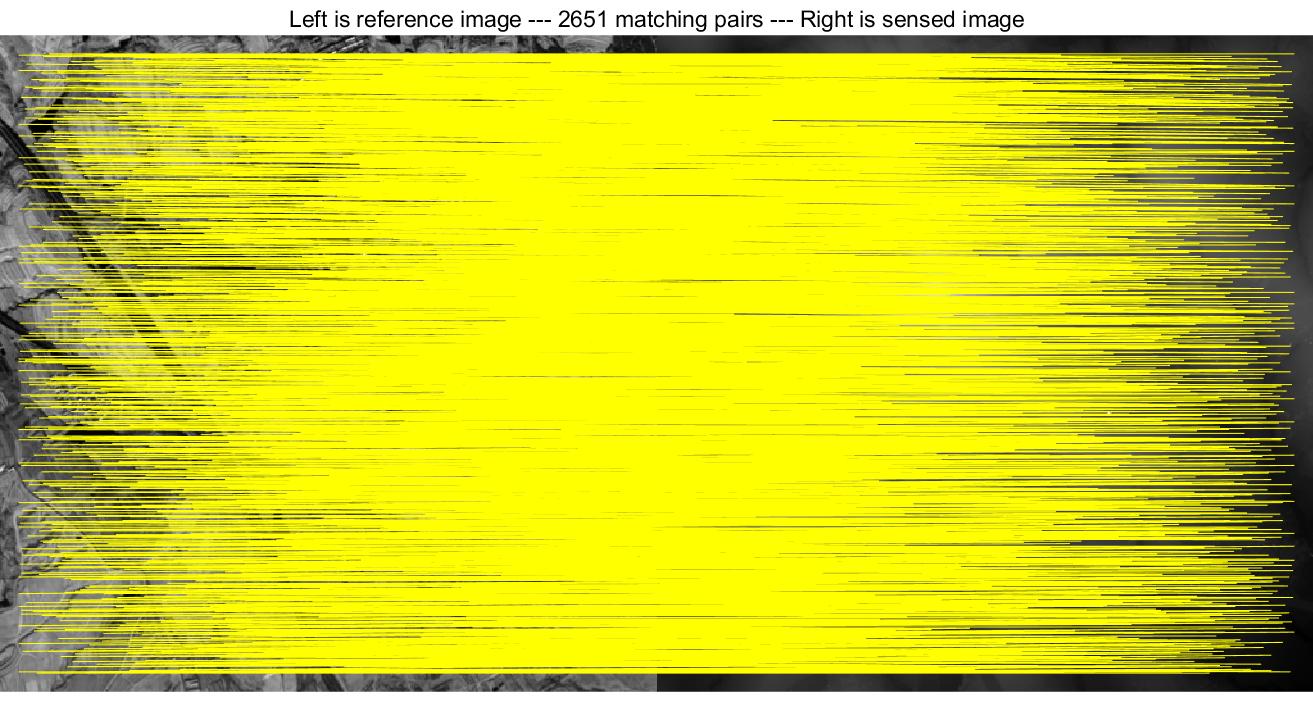 Left is reference image --- 2651 matching pairs --- Right is sensed image